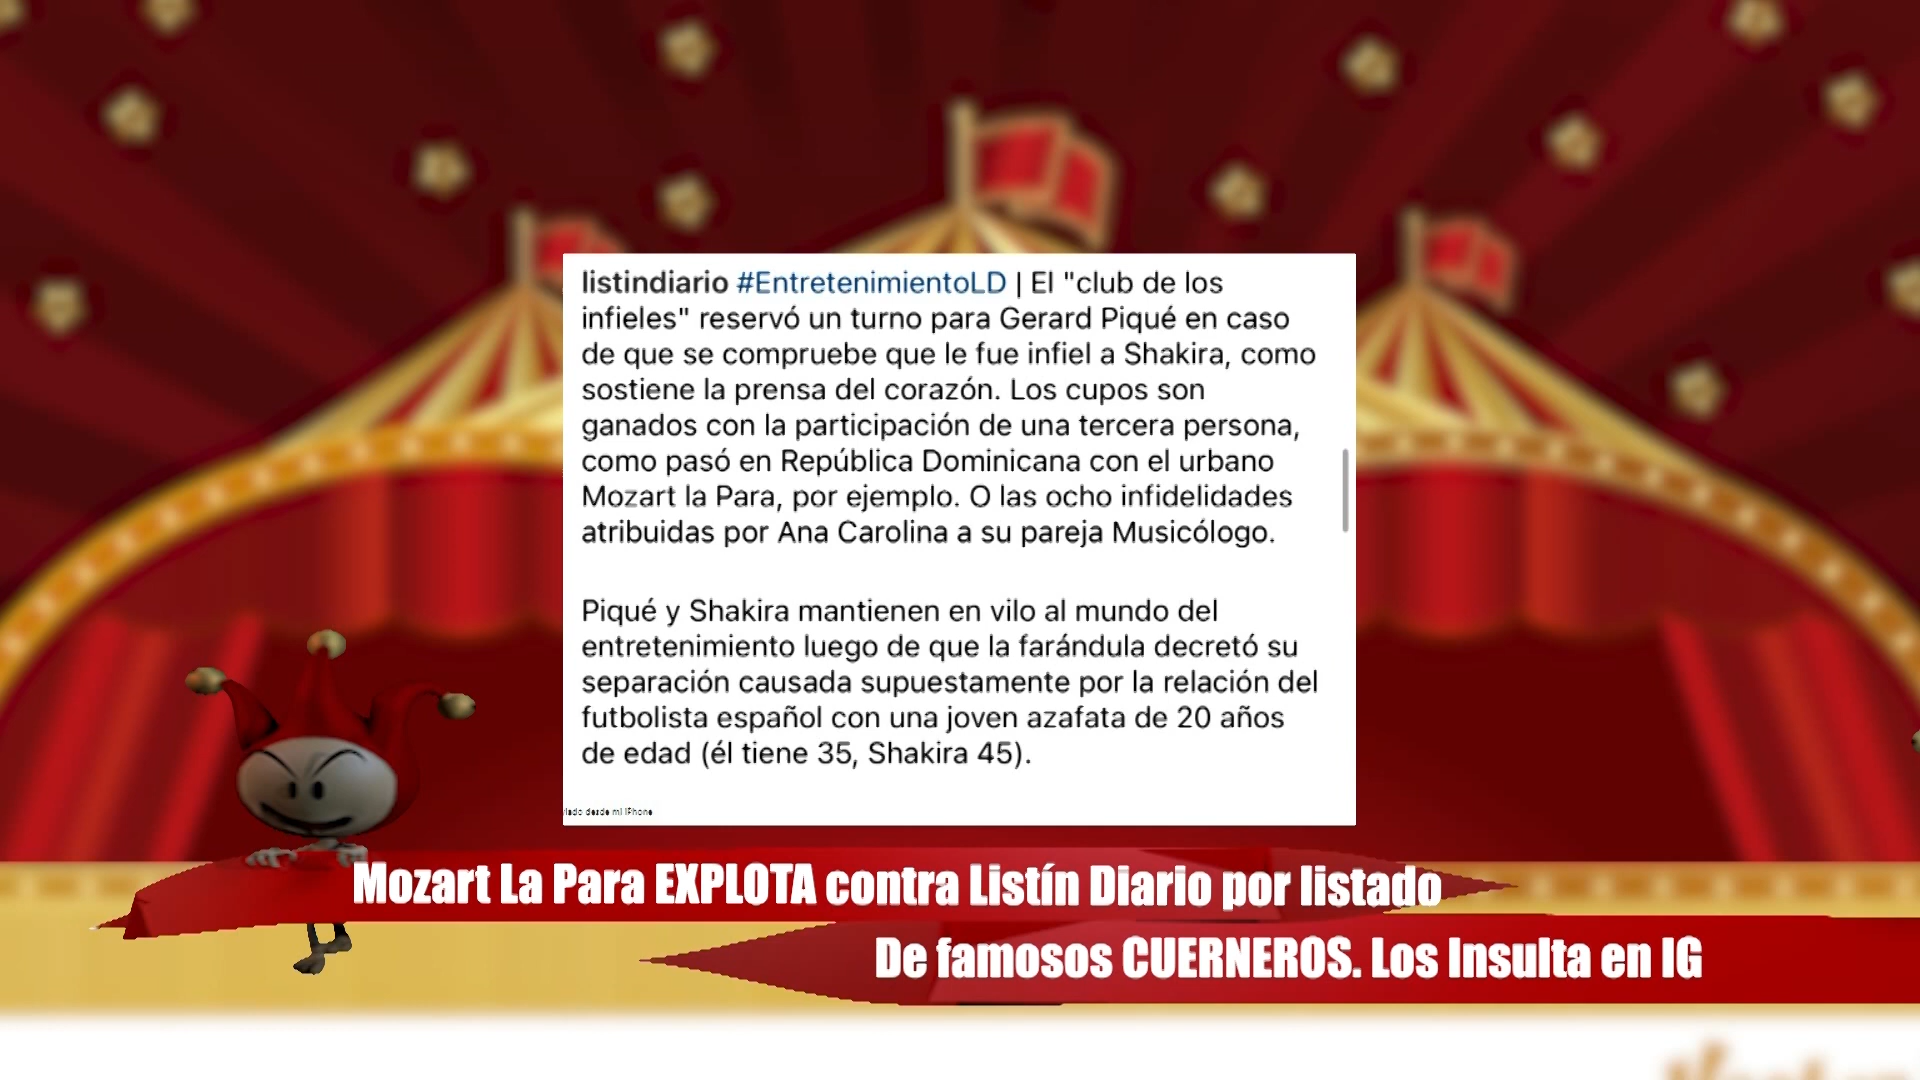 listindiario #EntretenimientoLD | El "club de los
infieles" reservó un turno para Gerard Piqué en caso
de que se compruebe que le fue infiel a Shakira, como
sostiene la prensa del corazón. Los cupos son
ganados con la participación de una tercera persona,
como pasó en República Dominicana con el urbano
Mozart la Para, por ejemplo. O las ocho infidelidades
atribuidas por Ana Carolina a su pareja Musicólogo.
Piqué y Shakira mantienen en vilo al mundo del
entretenimiento luego de que la farándula decretó su
separación causada supuestamente por la relación del
futbolista español con una joven azafata de 20 años
de edad (él tiene 35, Shakira 45).
desde mi iPhone
Mozart La Para EXPLOTA contra Listín Diario por listado
De famosos CUERNEROS. Los Insulta en IG